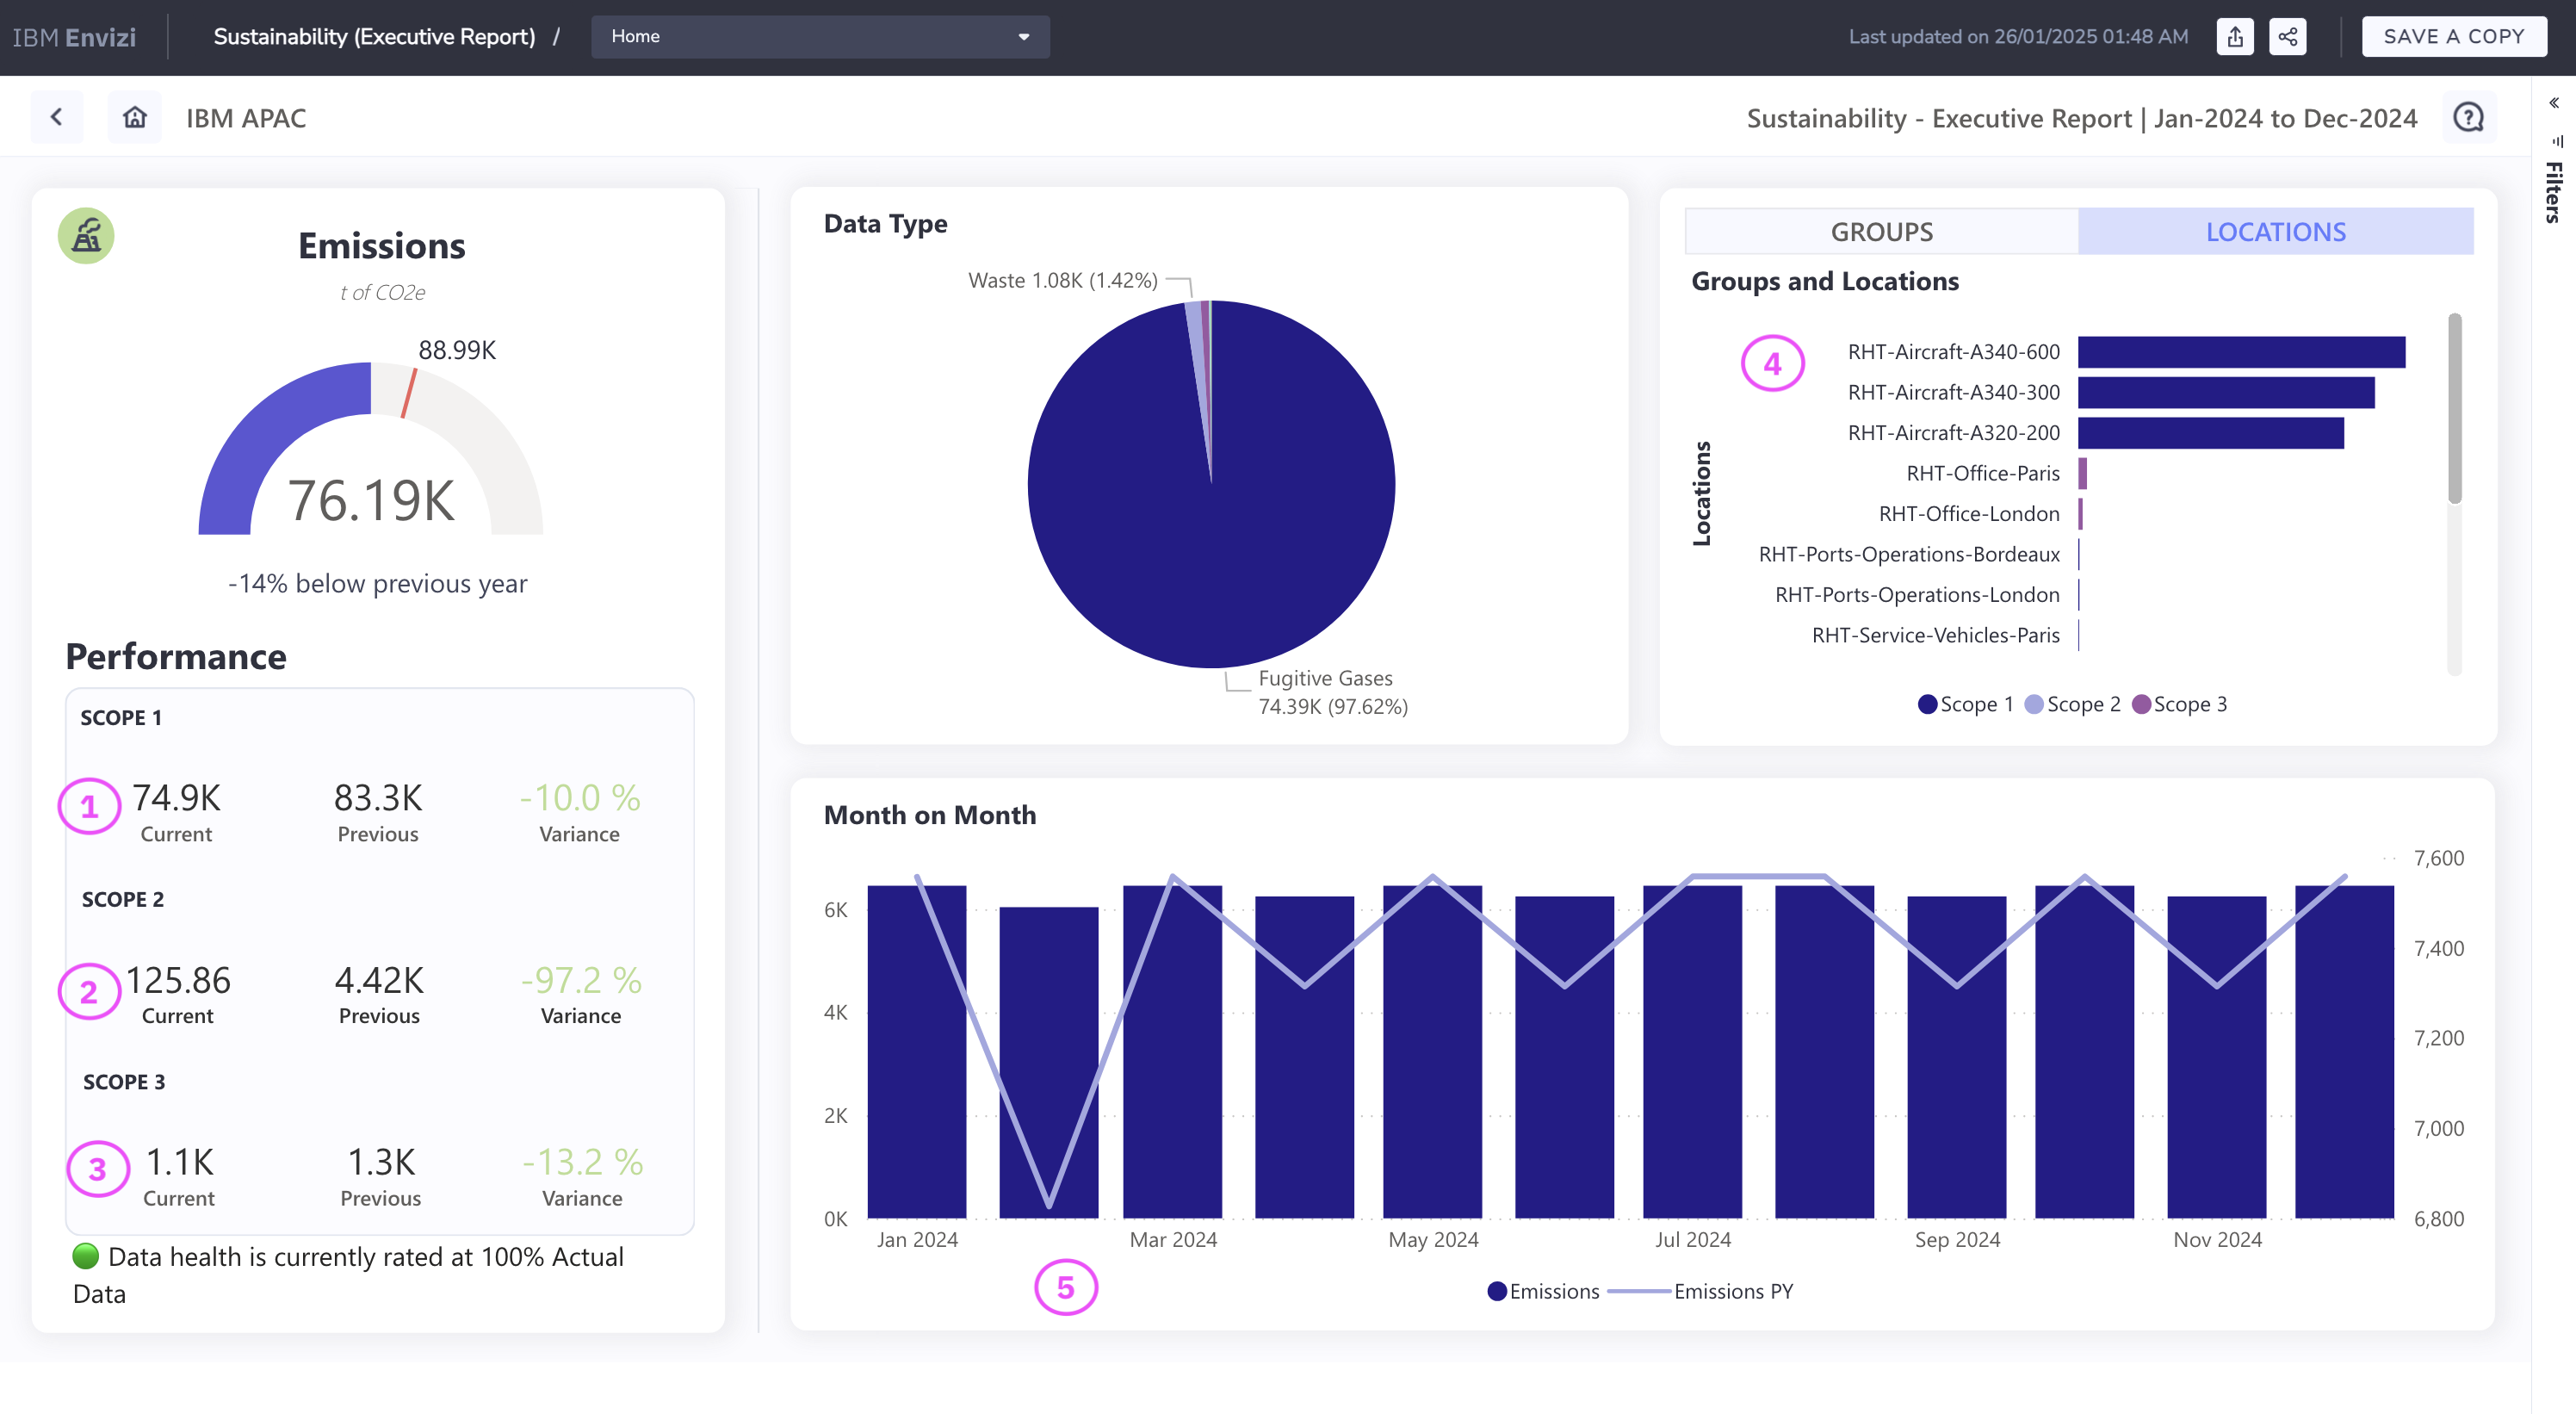 IBM Envizi
Sustainability (Executive Report) /
Home
Last updated on 26/01/2025 01:48 AM
SAVE A COPY
IBM APAC
Sustainability - Executive Report | Jan-2024 to Dec-2024
Filters
Emissions
t of CO2e
88.99K
76.19K
-14% below previous year
Performance
SCOPE 1
1
74.9K 83.3K -10.0 %
Current Previous Variance
SCOPE 2
2
125.86 4.42K -97.2 %
Current Previous Variance
SCOPE 3
3
1.1K 1.3K -13.2 %
Current Previous Variance
Data health is currently rated at 100% Actual
Data
Data Type
Waste 1.08K (1.42%)
Fugitive Gases
74.39K (97.62%)
GROUPS LOCATIONS
Groups and Locations
4
Locations
RHT-Aircraft-A340-600
RHT-Aircraft-A340-300
RHT-Aircraft-A320-200
RHT-Office-Paris
RHT-Office-London
RHT-Ports-Operations-Bordeaux
RHT-Ports-Operations-London
RHT-Service-Vehicles-Paris
Scope 1 Scope 2 Scope 3
Month on Month
6K
4K
2K
0K
7,600
7,400
7,200
7,000
6,800
Jan 2024 Mar 2024 May 2024 Jul 2024 Sep 2024 Nov 2024
5
Emissions Emissions PY